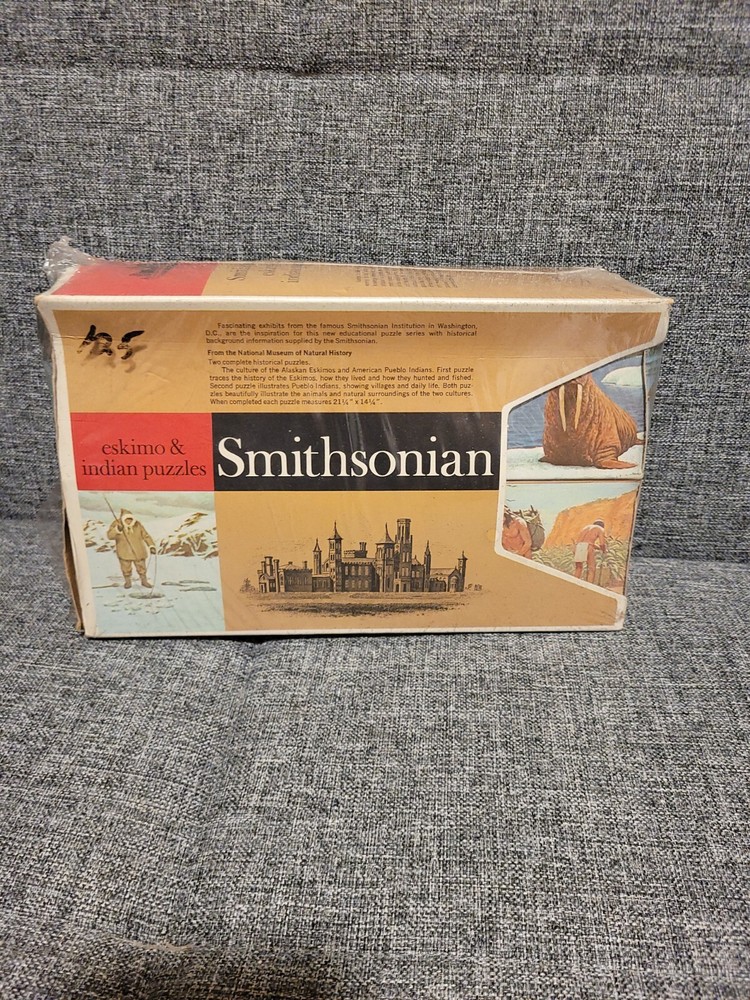 125
Fascinating exhibits from the famous Smithsonian Institution in Washington,
D.C., are the inspiration for this new educational puzzle series with historical
background information supplied by the Smithsonian.
From the National Museum of Natural History
Two complete historical puzzles.
The culture of the Alaskan Eskimos and American Pueblo Indians. First puzzle
traces the history of the Eskimos, how they lived and how they hunted and fished.
Second puzzle illustrates Pueblo Indians, showing villages and daily life. Both puz-
zles beautifully illustrate the animals and natural surroundings of the two cultures.
When completed each puzzle measures 21¼" x 14¼".
eskimo &
indian puzzles
Smithsonian